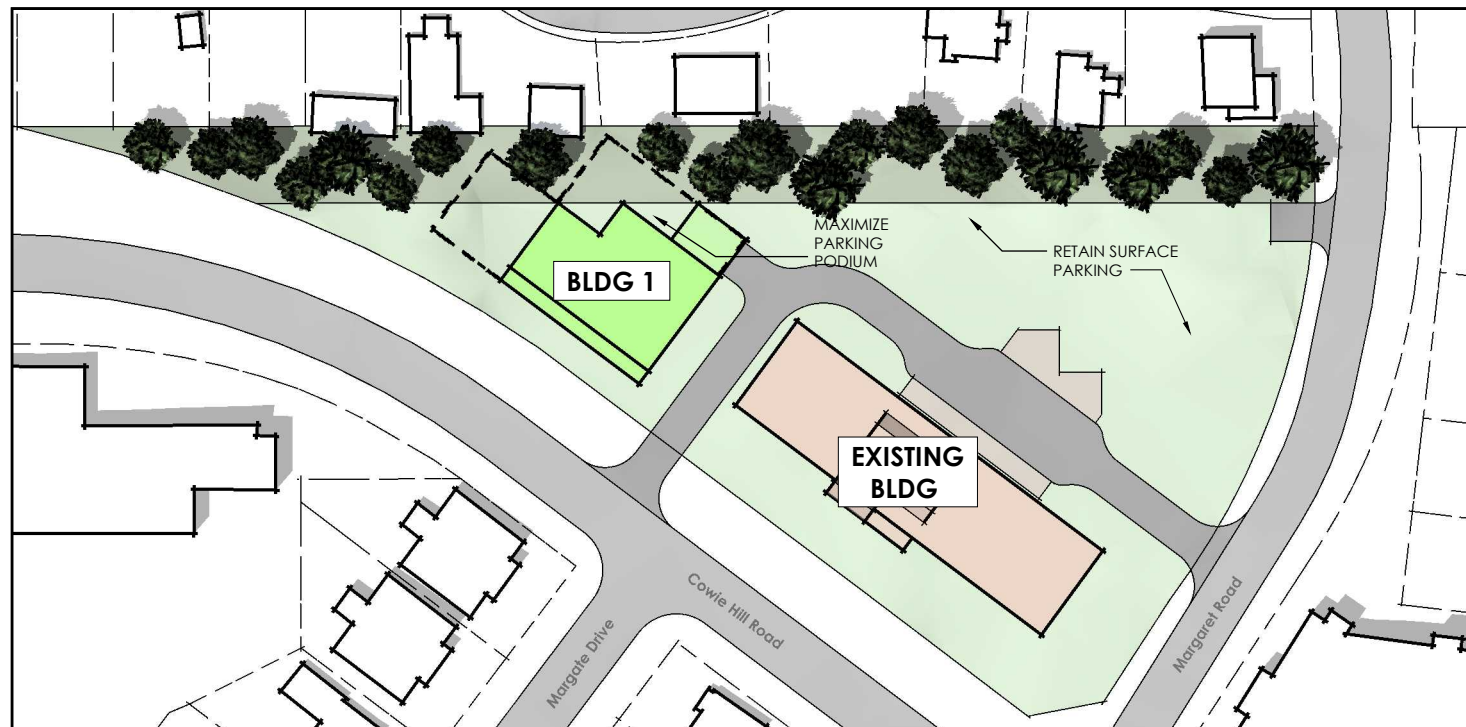 MAXIMIZE
PARKING
PODIUM
RETAIN SURFACE
PARKING
BLDG 1
EXISTING
BLDG
Cowie Hill Road
Margate Drive
Margaret Road